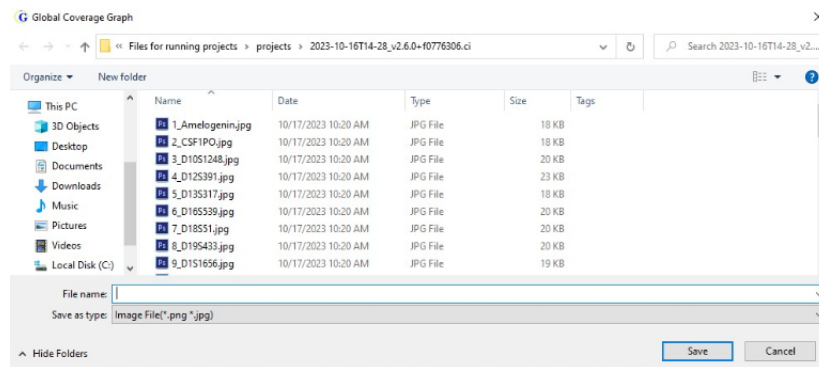 Global Coverage Graph
« Files for running projects › projects › 2023-10-16T14-28_v2.6.0+f0776306.ci
Search 2023-10-16T14-28_v2....
Organize New folder
Name Date Type Size Tags
This PC
3D Objects
Desktop
Documents
Downloads
Music
Pictures
Videos
Local Disk (C:)
1_Amelogenin.jpg 10/17/2023 10:20 AM JPG File 18 KB
2_CSF1PO.jpg 10/17/2023 10:20 AM JPG File 18 KB
3_D10S1248.jpg 10/17/2023 10:20 AM JPG File 20 KB
4_D12S391.jpg 10/17/2023 10:20 AM JPG File 23 KB
5_D13S317.jpg 10/17/2023 10:20 AM JPG File 18 KB
6_D16S539.jpg 10/17/2023 10:20 AM JPG File 20 KB
7_D18S51.jpg 10/17/2023 10:20 AM JPG File 20 KB
8_D19S433.jpg 10/17/2023 10:20 AM JPG File 20 KB
9_D1S1656.jpg 10/17/2023 10:20 AM JPG File 19 KB
File name:
Save as type: Image File(*.png *.jpg)
Hide Folders
Save Cancel